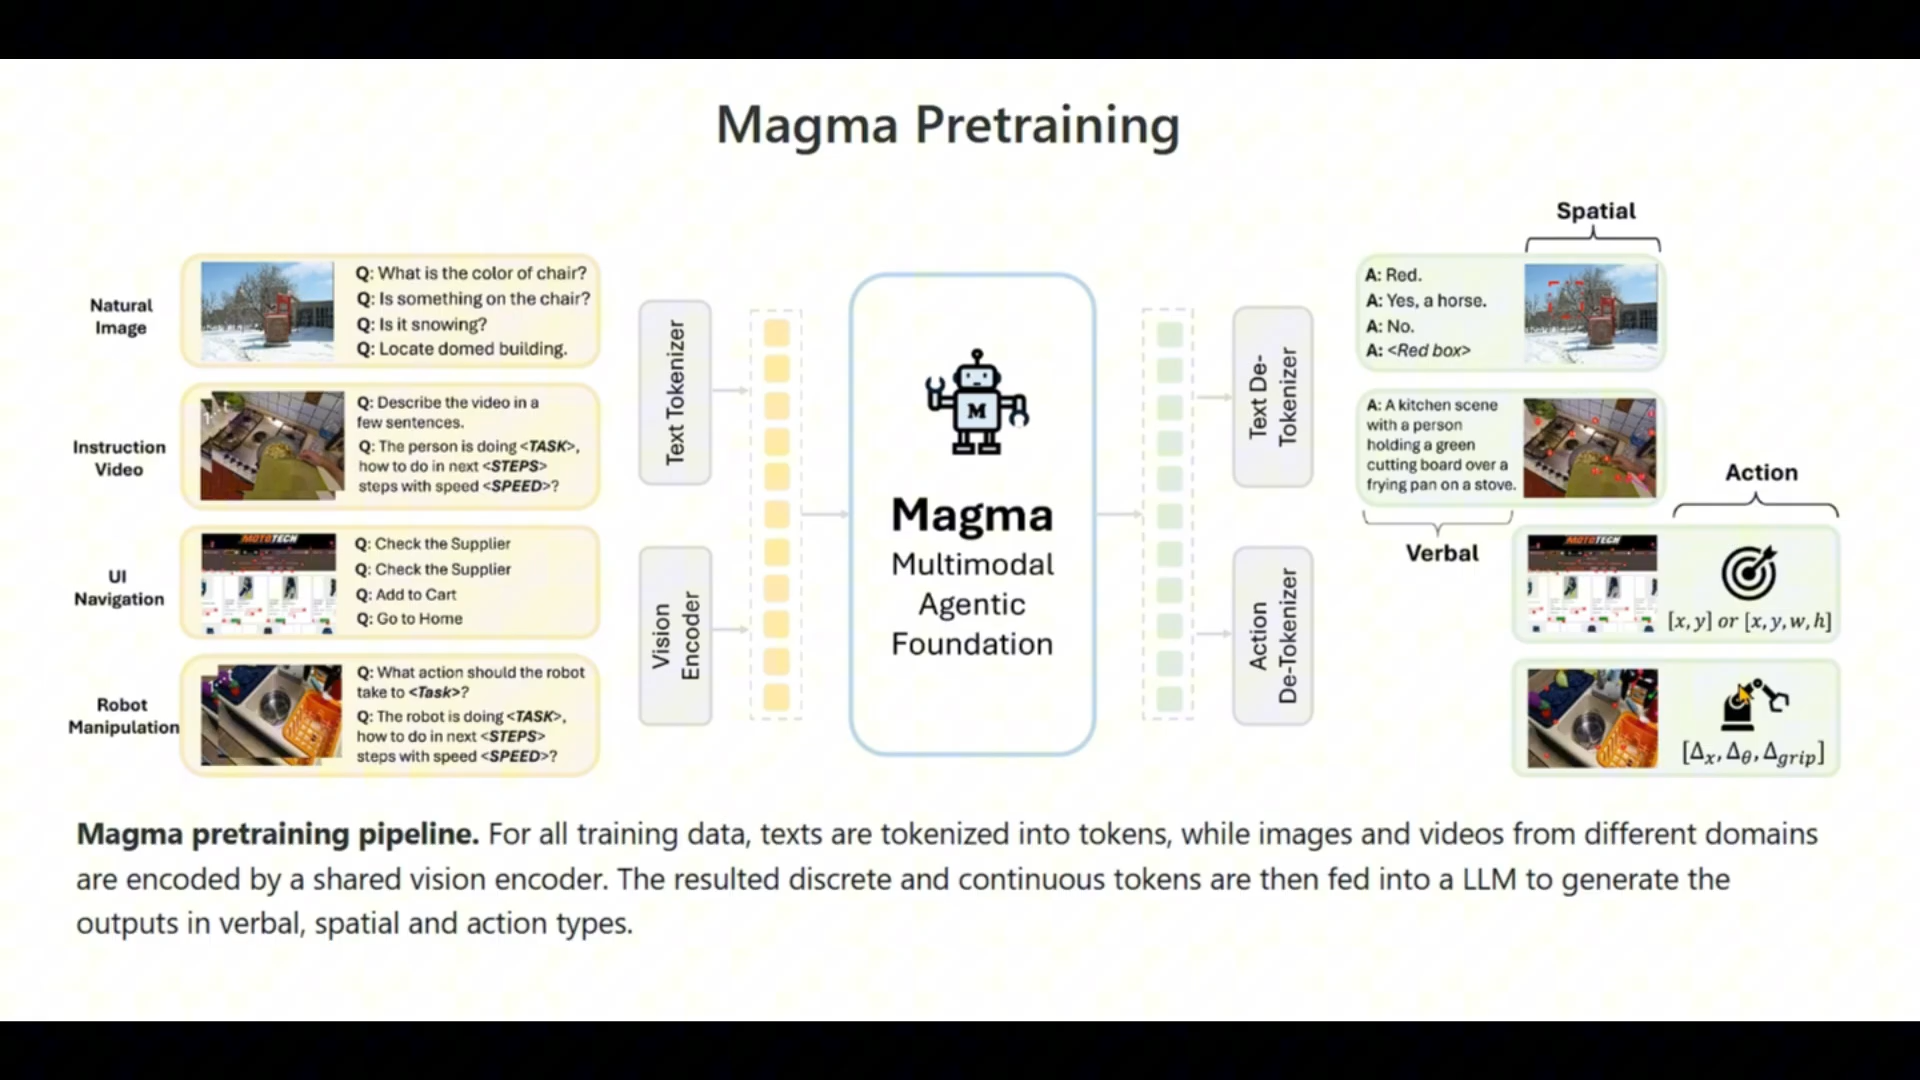 Magma Pretraining
Natural
Image
Q: What is the color of chair?
Q: Is something on the chair?
Q: Is it snowing?
Q: Locate domed building.
Instruction
Video
Q: Describe the video in a
few sentences.
Q: The person is doing <TASK>,
how to do in next <STEPS>
steps with speed <SPEED>?
UI
Navigation
MOTOTECH
Q: Check the Supplier
Q: Check the Supplier
Q: Add to Cart
Q: Go to Home
Robot
Manipulation
Q: What action should the robot
take to <Task>?
Q: The robot is doing <TASK>,
how to do in next <STEPS>
steps with speed <SPEED>?
Text Tokenizer
Vision
Encoder
M
Magma
Multimodal
Agentic
Foundation
Text De-
Tokenizer
Action
De-Tokenizer
Spatial
A: Red.
A: Yes, a horse.
A: No.
A: <Red box>
A: A kitchen scene
with a person
holding a green
cutting board over a
frying pan on a stove.
Verbal
Action
MOTOTECH
[x, y] or [x, y, w, h]
[Δx, Δθ, Δgrip]
Magma pretraining pipeline. For all training data, texts are tokenized into tokens, while images and videos from different domains
are encoded by a shared vision encoder. The resulted discrete and continuous tokens are then fed into a LLM to generate the
outputs in verbal, spatial and action types.